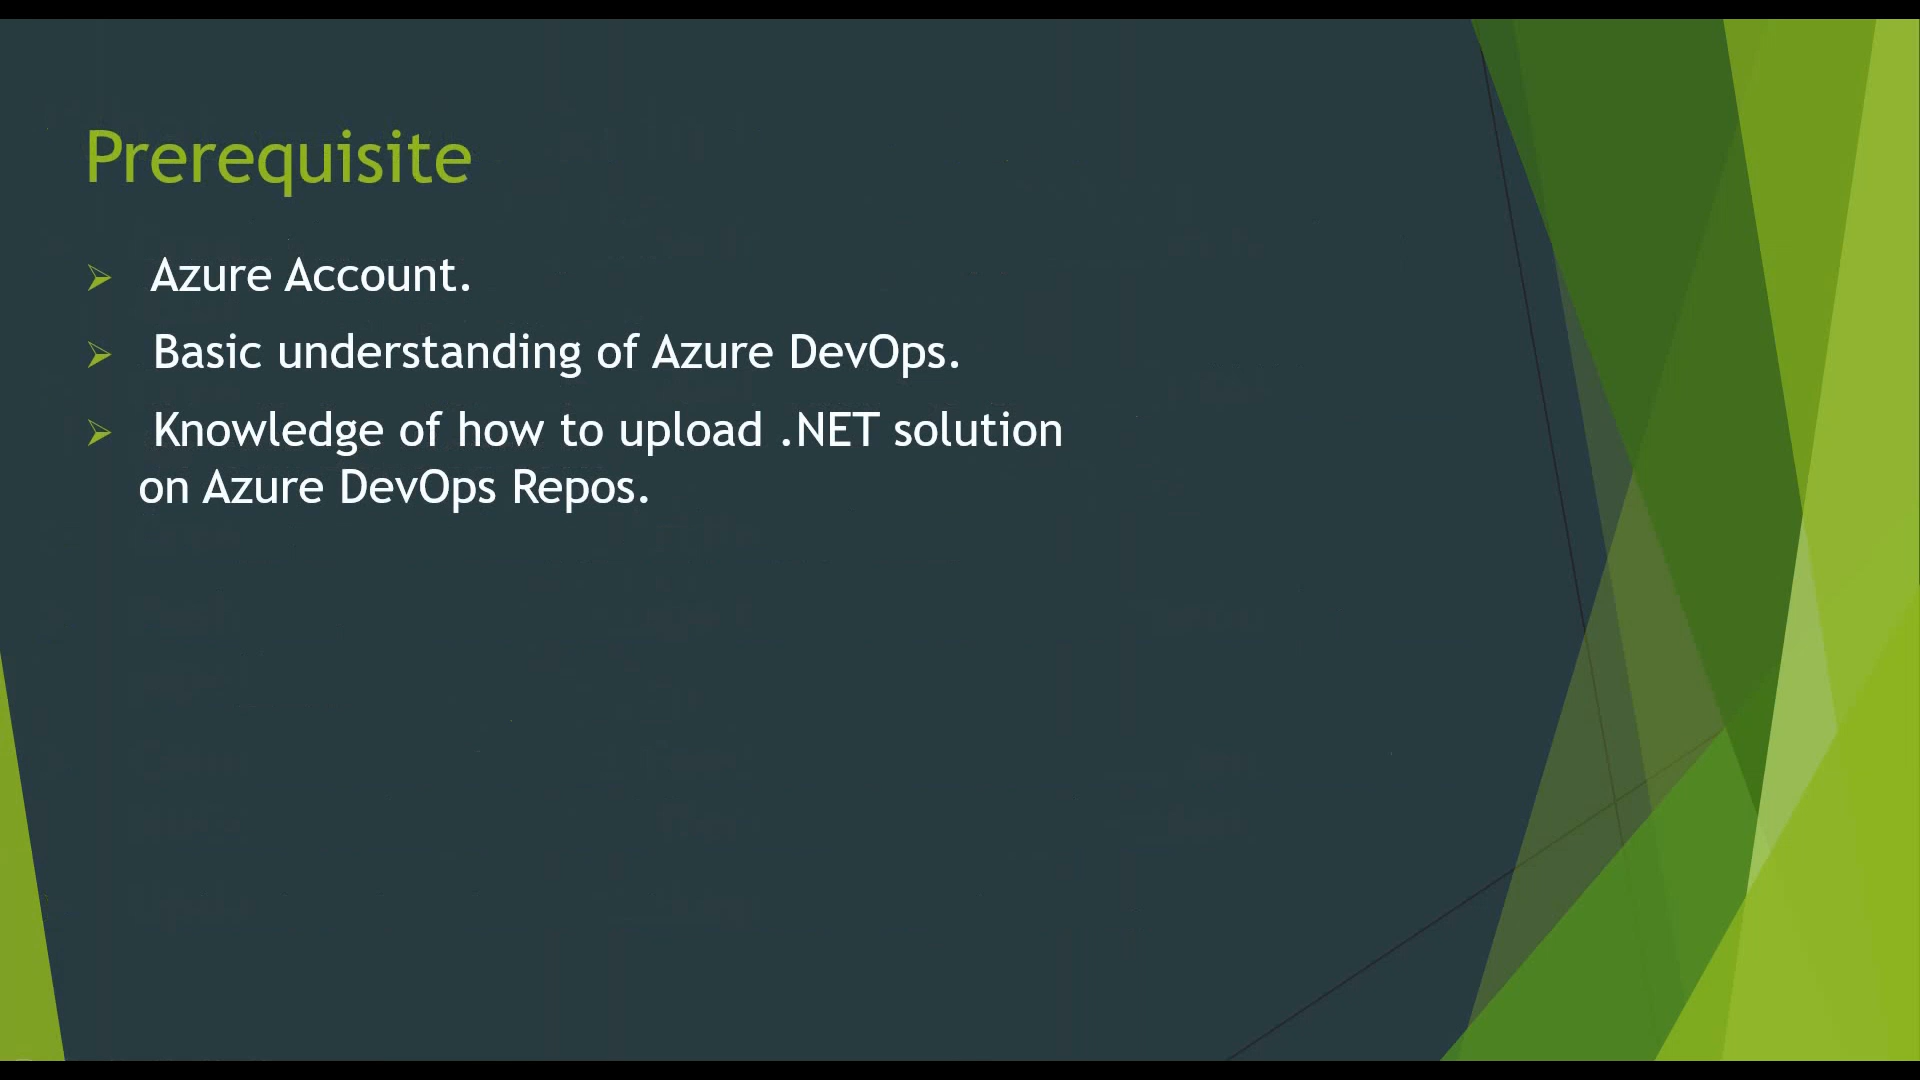 Prerequisite
➢ Azure Account.
➢ Basic understanding of Azure DevOps.
➢ Knowledge of how to upload .NET solution
on Azure DevOps Repos.